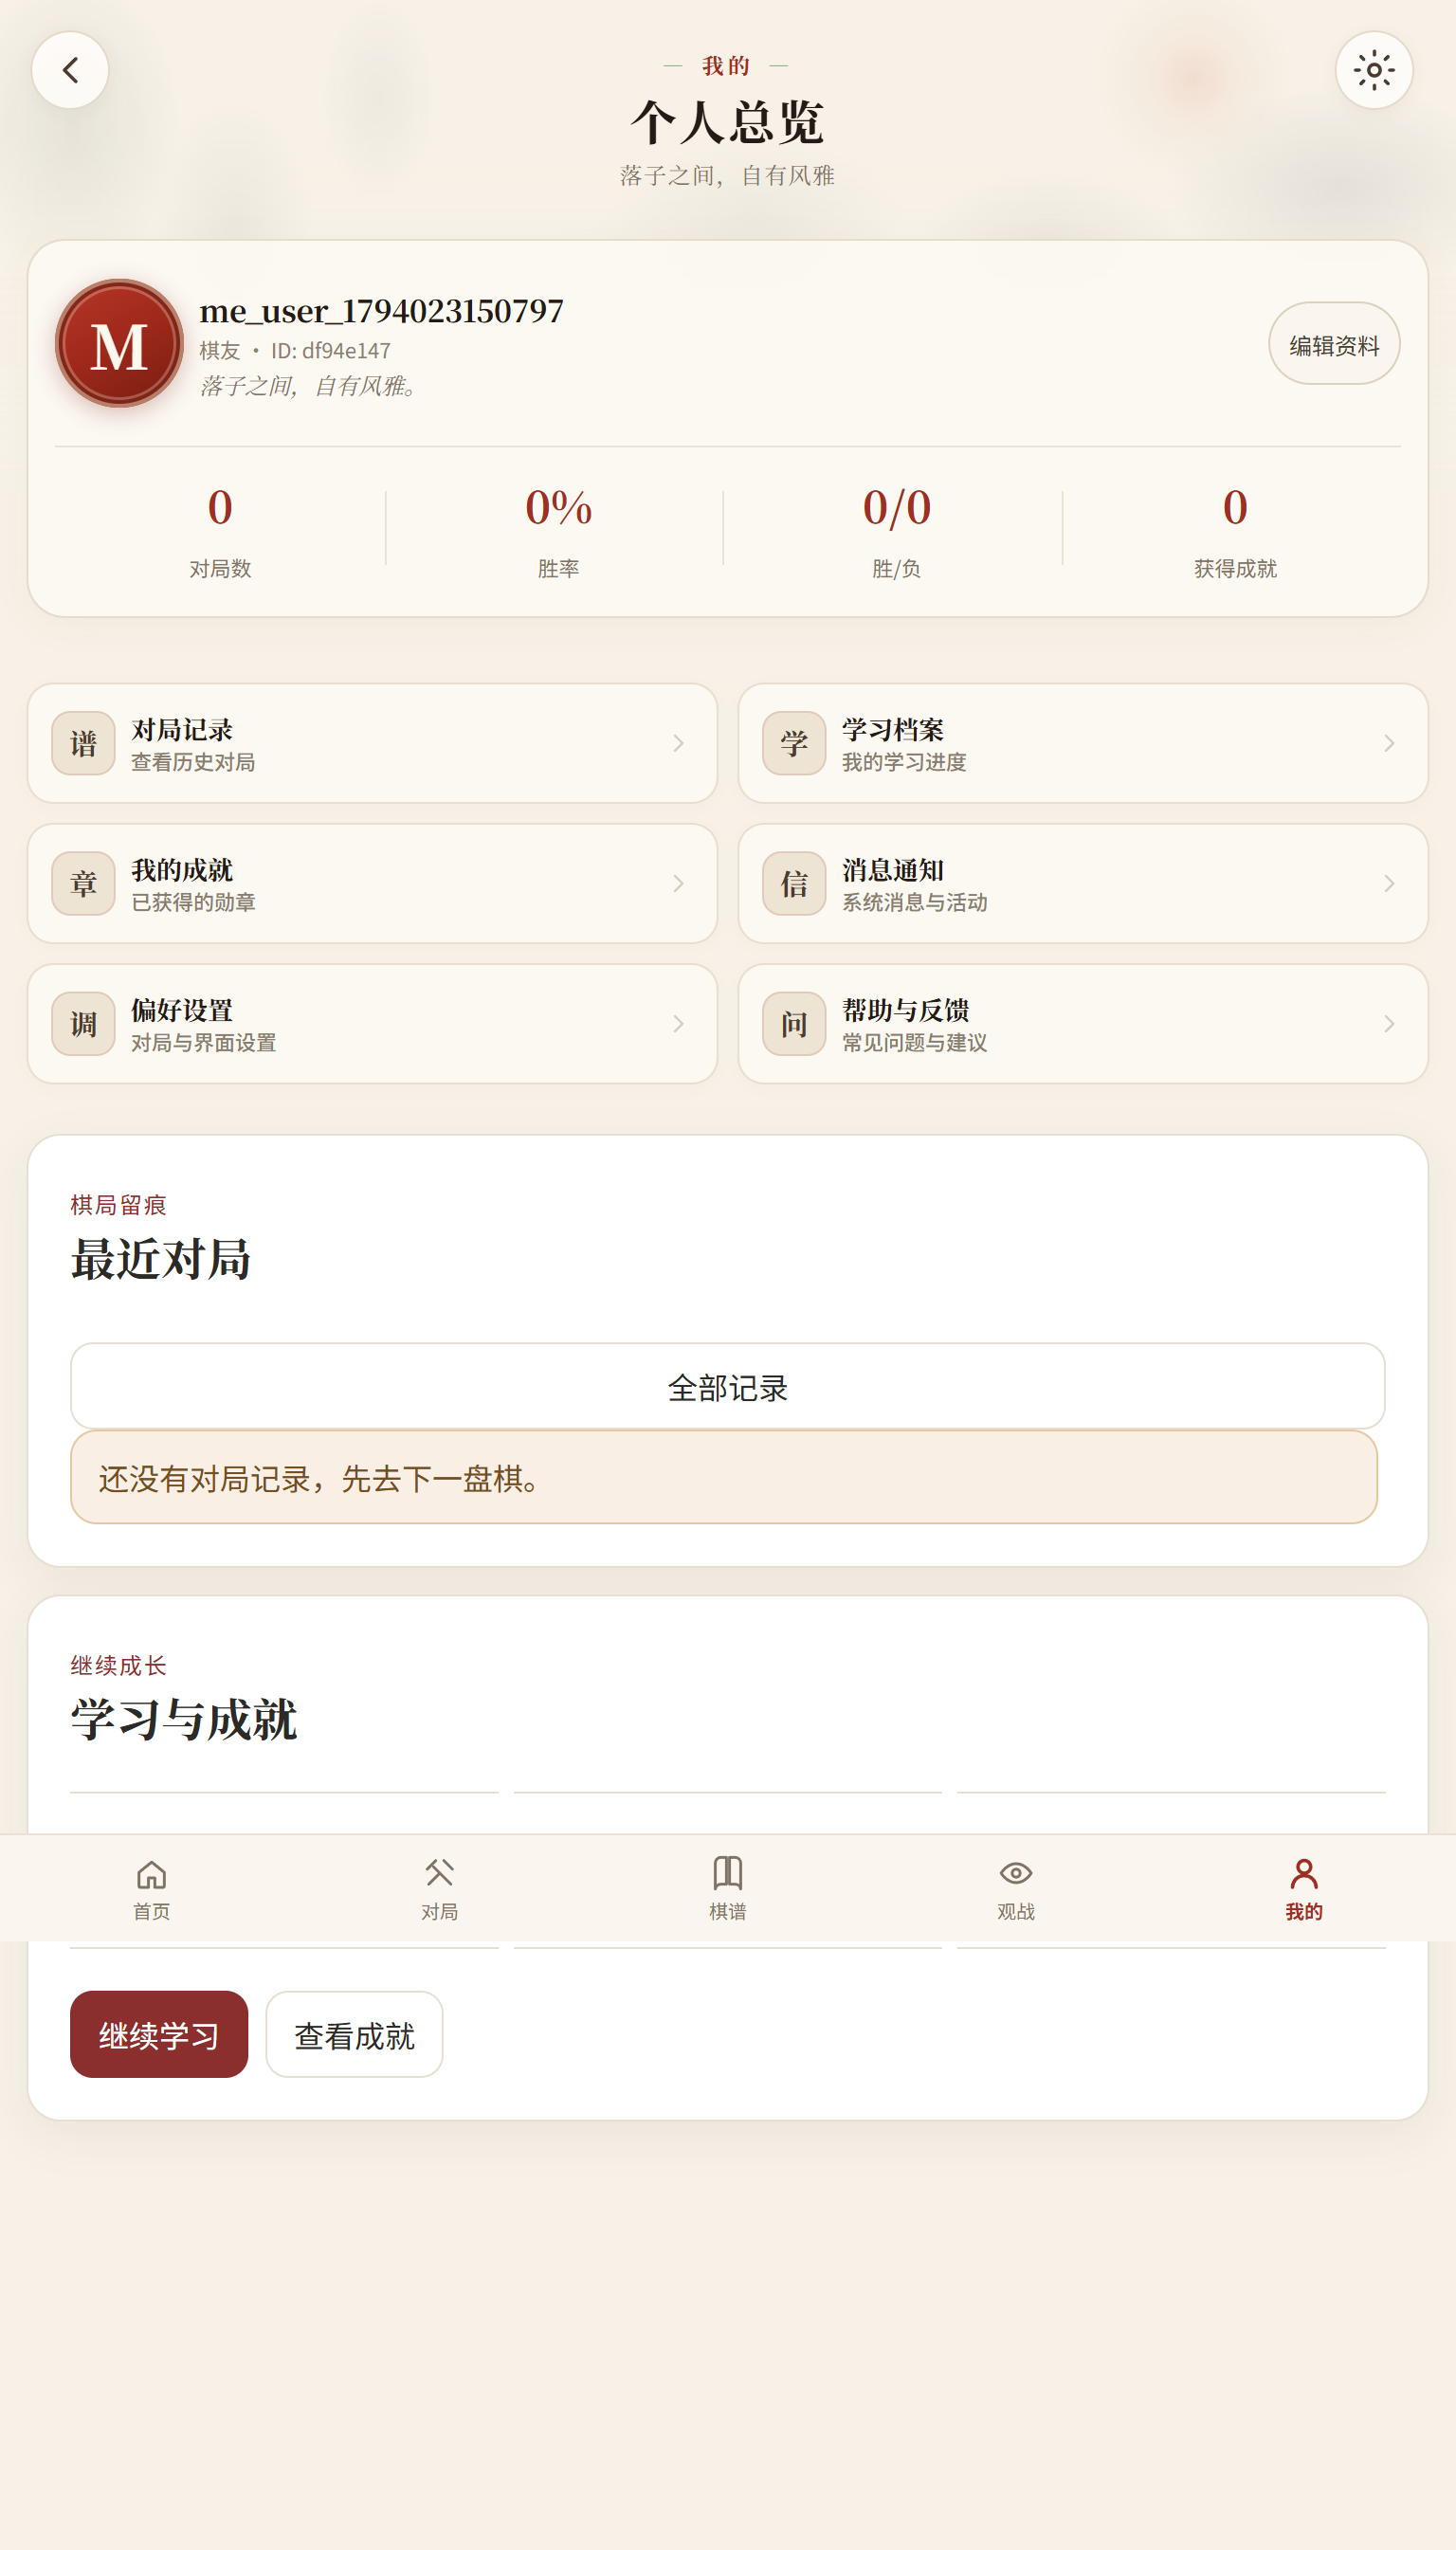 — 我的 —
个人总览
落子之间，自有风雅
M
me_user_1794023150797
棋友 · ID: df94e147
落子之间，自有风雅。
编辑资料
0
对局数
0%
胜率
0/0
胜/负
0
获得成就
谱
对局记录
查看历史对局
学
学习档案
我的学习进度
章
我的成就
已获得的勋章
信
消息通知
系统消息与活动
调
偏好设置
对局与界面设置
问
帮助与反馈
常见问题与建议
棋局留痕
最近对局
全部记录
还没有对局记录，先去下一盘棋。
继续成长
学习与成就
首页
对局
棋谱
观战
我的
继续学习
查看成就